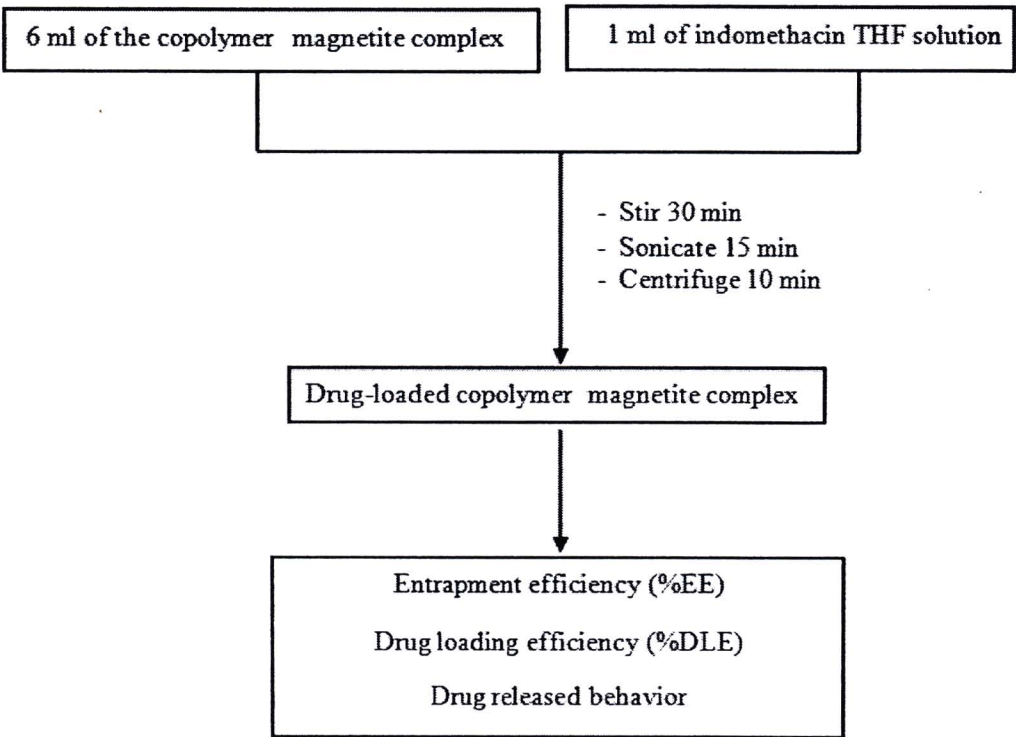 6 ml of the copolymer magnetite complex
1 ml of indomethacin THF solution
- Stir 30 min
- Sonicate 15 min
- Centrifuge 10 min
Drug-loaded copolymer magnetite complex
Entrapment efficiency (%EE)
Drug loading efficiency (%DLE)
Drug released behavior